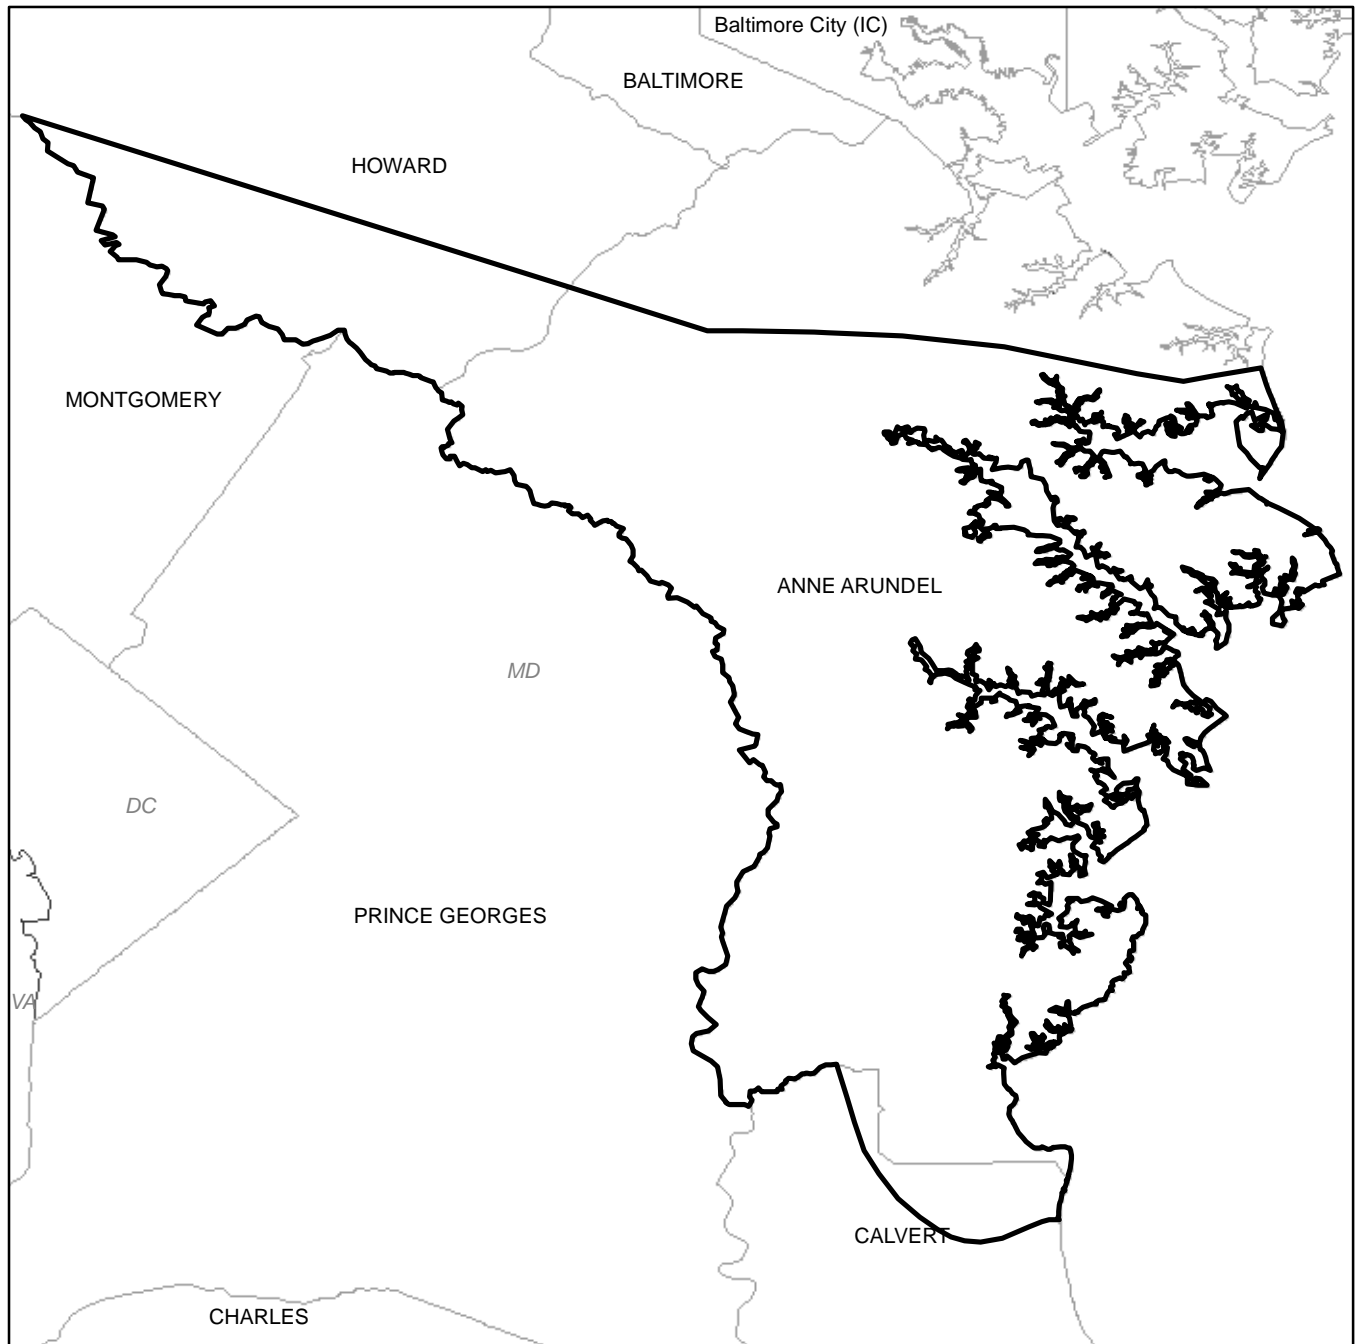 Baltimore City (IC)
BALTIMORE
HOWARD
MONTGOMERY
ANNE ARUNDEL
MD
DC
PRINCE GEORGES
VA
CALVERT
CHARLES